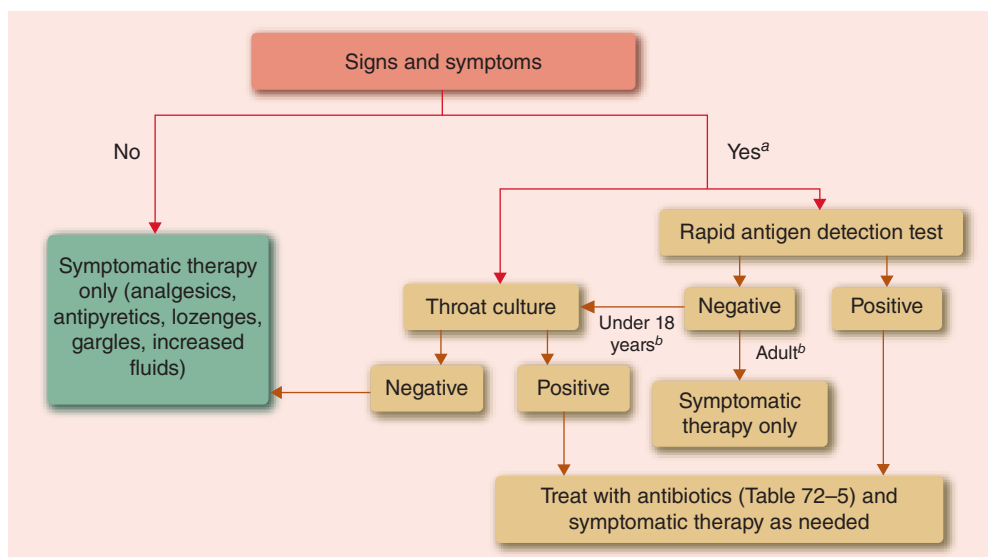 Signs and symptoms
No
Yesᵃ
Rapid antigen detection test
Symptomatic therapy
only (analgesics,
antipyretics, lozenges,
gargles, increased
fluids)
Throat culture
Under 18
yearsᵇ
Negative
Positive
Adultᵇ
Negative
Positive
Symptomatic
therapy only
Treat with antibiotics (Table 72–5) and
symptomatic therapy as needed